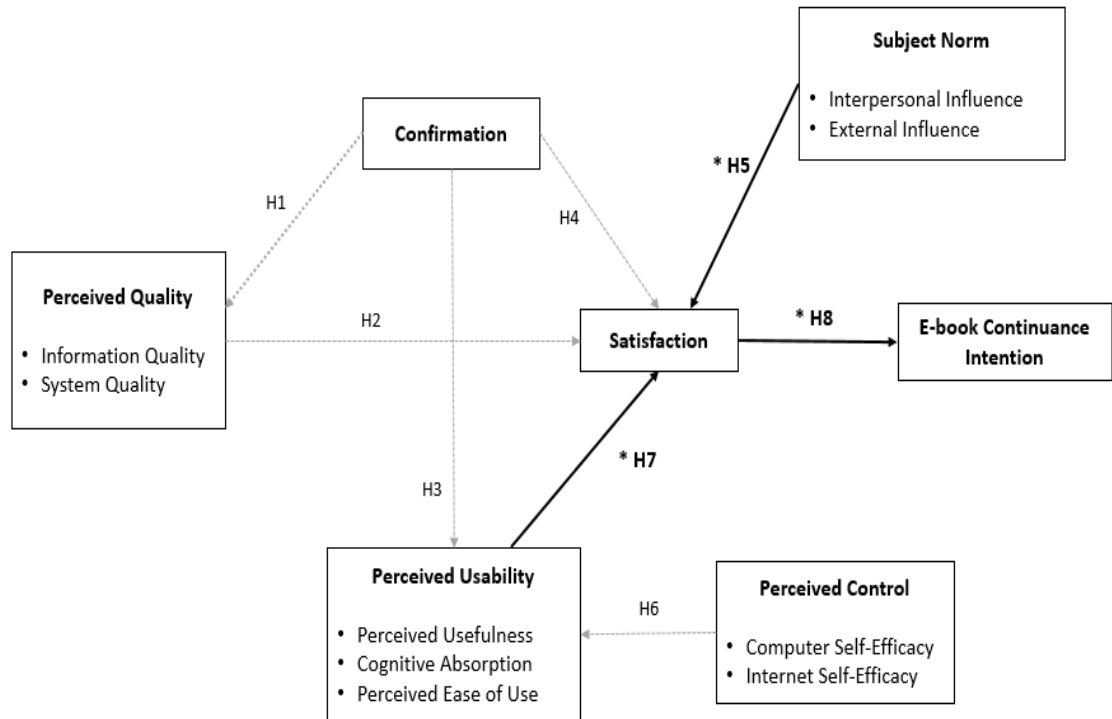 Subject Norm
• Interpersonal Influence
• External Influence
Confirmation
* H5
H1
H4
Perceived Quality
• Information Quality
• System Quality
H2
Satisfaction
* H8
E-book Continuance
Intention
* H7
H3
Perceived Usability
• Perceived Usefulness
• Cognitive Absorption
• Perceived Ease of Use
H6
Perceived Control
• Computer Self-Efficacy
• Internet Self-Efficacy